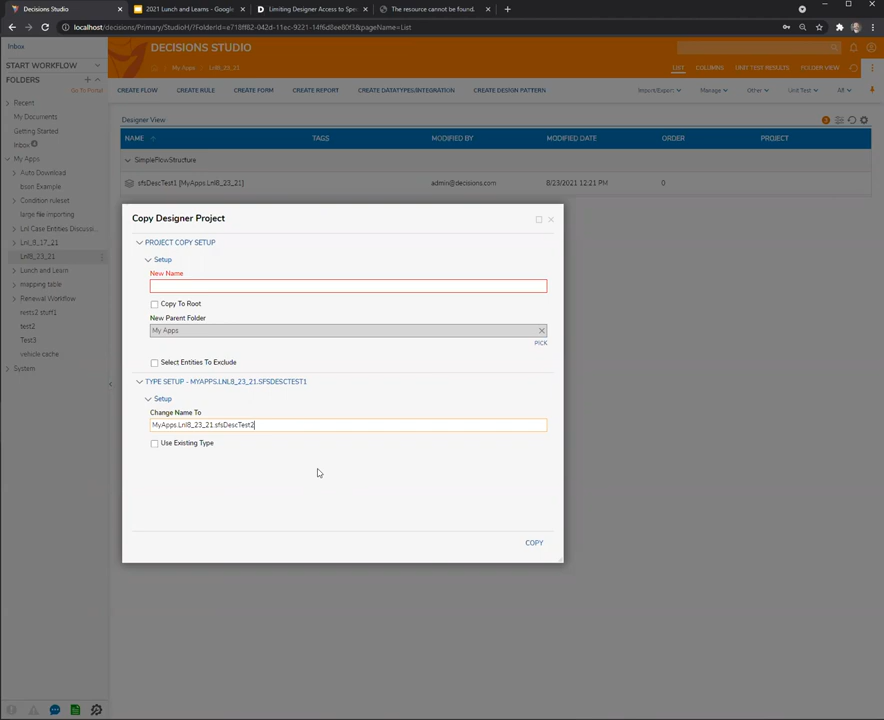 Decisions Studio
2021 Lunch and Learns - Google
Limiting Designer Access to Spe
The resource cannot be found.
localhost/decisions/Primary/StudioH/?FolderId=e718ff82-042d-11ec-9221-14f6d8ee80f3&pageName=List
Inbox
START WORKFLOW
FOLDERS
Go To Portal
Recent
My Documents
Getting Started
Inbox
My Apps
Auto Download
bson Example
Condition ruleset
large file importing
Lnl Case Entities Discussi...
Lnl_8_17_21
Lnl8_23_21
Lunch and Learn
mapping table
Renewal Workflow
rents2 stuff1
test2
Test3
vehicle cache
System
DECISIONS STUDIO
My Apps
Lnl8_23_21
LIST COLUMNS UNIT TEST RESULTS FOLDER VIEW
CREATE FLOW CREATE RULE CREATE FORM CREATE REPORT CREATE DATATYPES/INTEGRATION CREATE DESIGN PATTERN
Import/Export Manage Other Unit Test All
Designer View
NAME TAGS MODIFIED BY MODIFIED DATE ORDER PROJECT
SimpleFlowStructure
sfsDescTest1 [MyApps Lnl8_23_21] admin@decisions.com 8/23/2021 12:21 PM 0
Copy Designer Project
PROJECT COPY SETUP
Setup
New Name
Copy To Root
New Parent Folder
My Apps
PICK
Select Entities To Exclude
TYPE SETUP - MYAPPS.LNL8_23_21.SFSDESCTEST1
Setup
Change Name To
MyApps.Lnl8_23_21.sfsDescTest2
Use Existing Type
COPY